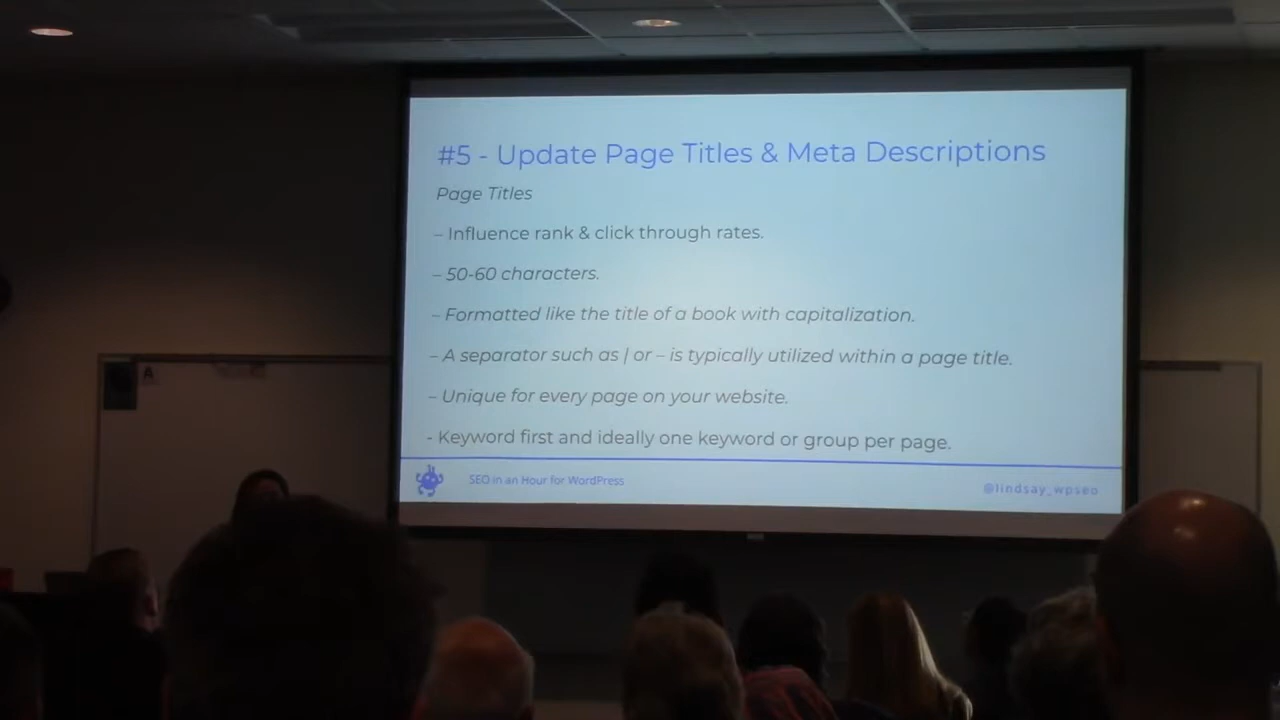 #5 - Update Page Titles & Meta Descriptions
Page Titles
– Influence rank & click through rates.
– 50-60 characters.
– Formatted like the title of a book with capitalization.
– A separator such as | or – is typically utilized within a page title.
– Unique for every page on your website.
- Keyword first and ideally one keyword or group per page.
SEO in an Hour for WordPress
@lindsay_wpseo
A